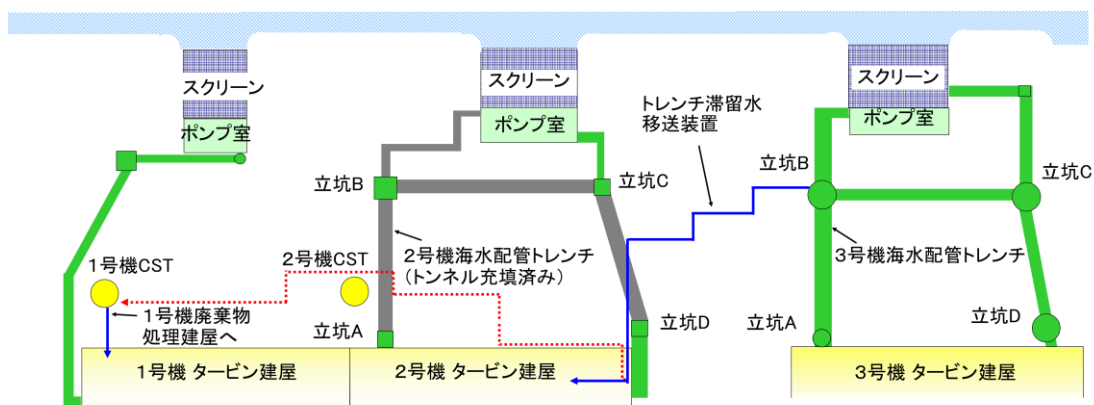 スクリーン
ポンプ室
スクリーン
ポンプ室
スクリーン
ポンプ室
トレンチ滞留水
移送装置
立坑B
立坑C
立坑B
立坑C
2号機海水配管トレンチ
(トンネル充填済み)
3号機海水配管トレンチ
1号機CST
2号機CST
1号機廃棄物
処理建屋へ
立坑A
立坑D
立坑A
立坑D
1号機 タービン建屋
2号機 タービン建屋
3号機 タービン建屋